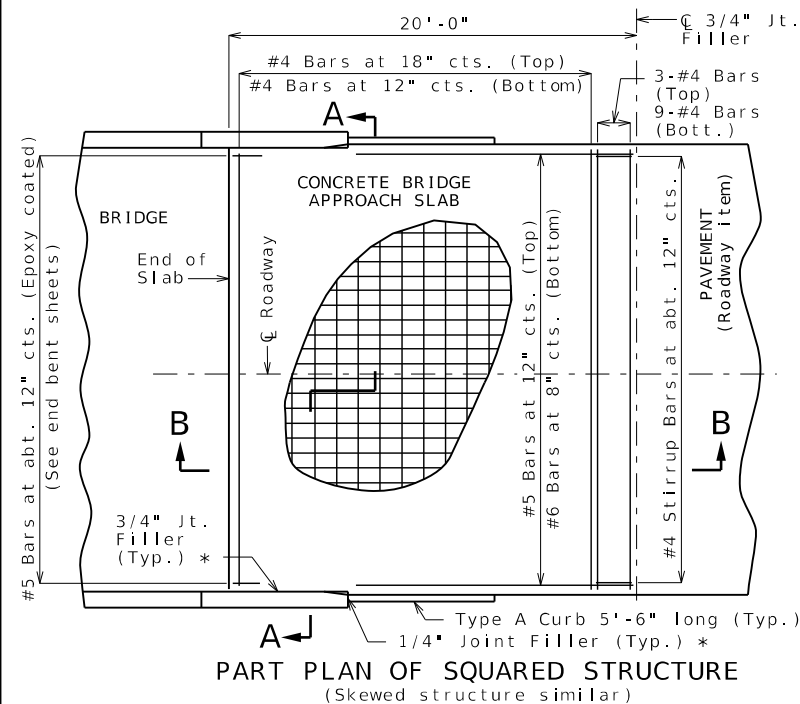 20'-0"
℄ 3/4" Jt.
Filler
#4 Bars at 18" cts. (Top)
#4 Bars at 12" cts. (Bottom)
3-#4 Bars
(Top)
9-#4 Bars
(Bott.)
A
CONCRETE BRIDGE
APPROACH SLAB
BRIDGE
End of
Slab
℄ Roadway
#5 Bars at abt. 12" cts. (Epoxy coated)
(See end bent sheets)
#5 Bars at 12" cts. (Top)
#6 Bars at 8" cts. (Bottom)
#4 Stirrup Bars at abt. 12" cts.
PAVEMENT
(Roadway item)
B
B
3/4" Jt.
Filler
(Typ.) *
A
Type A Curb 5'-6" long (Typ.)
1/4" Joint Filler (Typ.) *
PART PLAN OF SQUARED STRUCTURE
(Skewed structure similar)